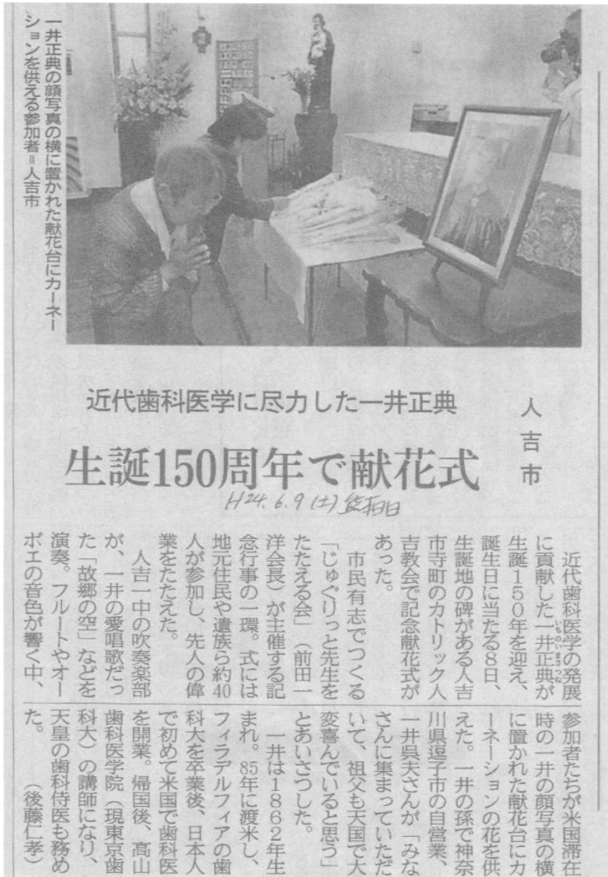 一井正典の顔写真の横に置かれた献花台にカーネー
ションを供える参加者＝人吉市
人吉市
近代歯科医学に尽力した一井正典
生誕150周年で献花式
H24.6.9(土)
近代歯科医学の発展
に貢献した一井正典が
生誕１５０年を迎え、
誕生日に当たる８日、
生誕地の碑がある人吉
市寺町のカトリック人
吉教会で記念献花式が
あった。
市民有志でつくる
「じゅぐりっと先生を
たたえる会」（前田一
洋会長）が主催する記
念行事の一環。式には
地元住民や遺族ら約40
人が参加し、先人の偉
業をたたえた。
人吉一中の吹奏楽部
が、一井の愛唱歌だっ
た「故郷の空」などを
演奏。フルートやオー
ボエの音色が響く中、
参加者たちが米国滞在
時の一井の顔写真の横
に置かれた献花台にカ
ーネーションの花を供
えた。一井の孫で神奈
川県逗子市の自営業、
一井呉夫さんが「みな
さんに集まっていただ
いて、祖父も天国で大
変喜んでいると思う」
とあいさつした。
一井は１８６２年生
まれ。85年に渡米し、
フィラデルフィアの歯
科大を卒業後、日本人
で初めて米国で歯科医
を開業。帰国後、高山
歯科医学院（現東京歯
科大）の講師になり、
天皇の歯科侍医も務め
た。（後藤仁孝）